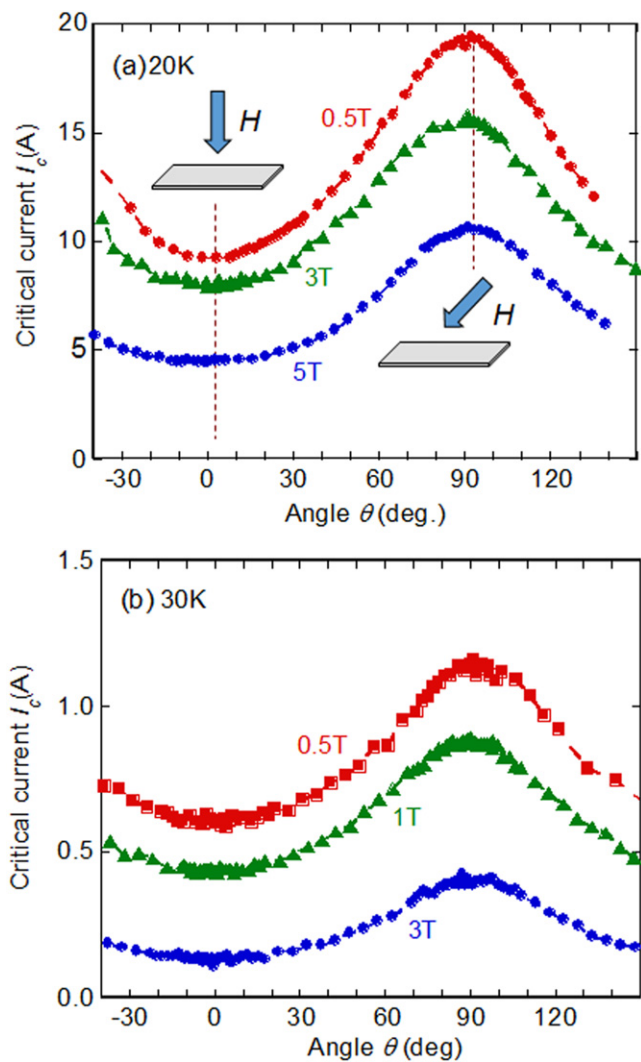 20
(a) 20K
H
0.5T
15
3T
10
H
5
5T
0
-30 0 30 60 90 120
Angle θ (deg.)
Critical current I_c(A)
1.5
(b) 30K
1.0
0.5T
1T
0.5
3T
0.0
-30 0 30 60 90 120
Angle θ (deg)
Critical current I_c(A)